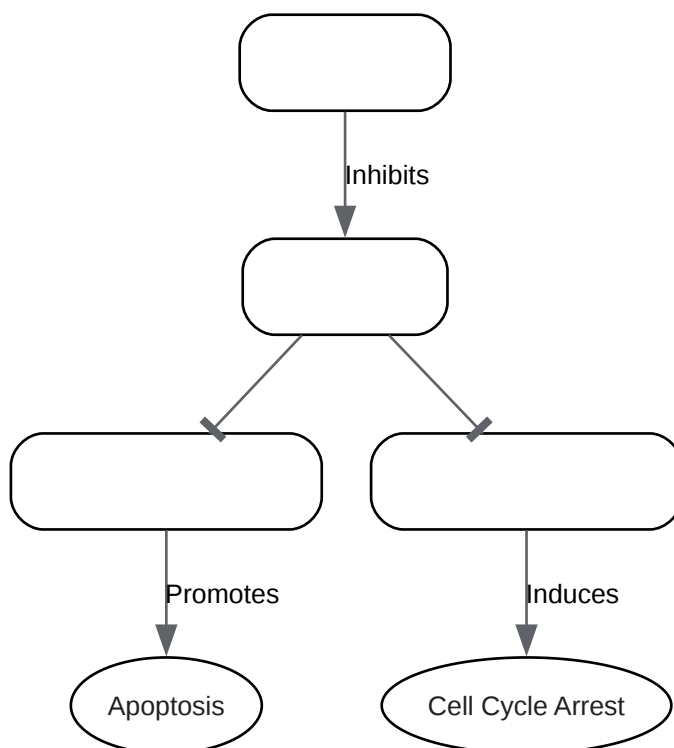 Inhibits
Promotes
Induces
Apoptosis
Cell Cycle Arrest